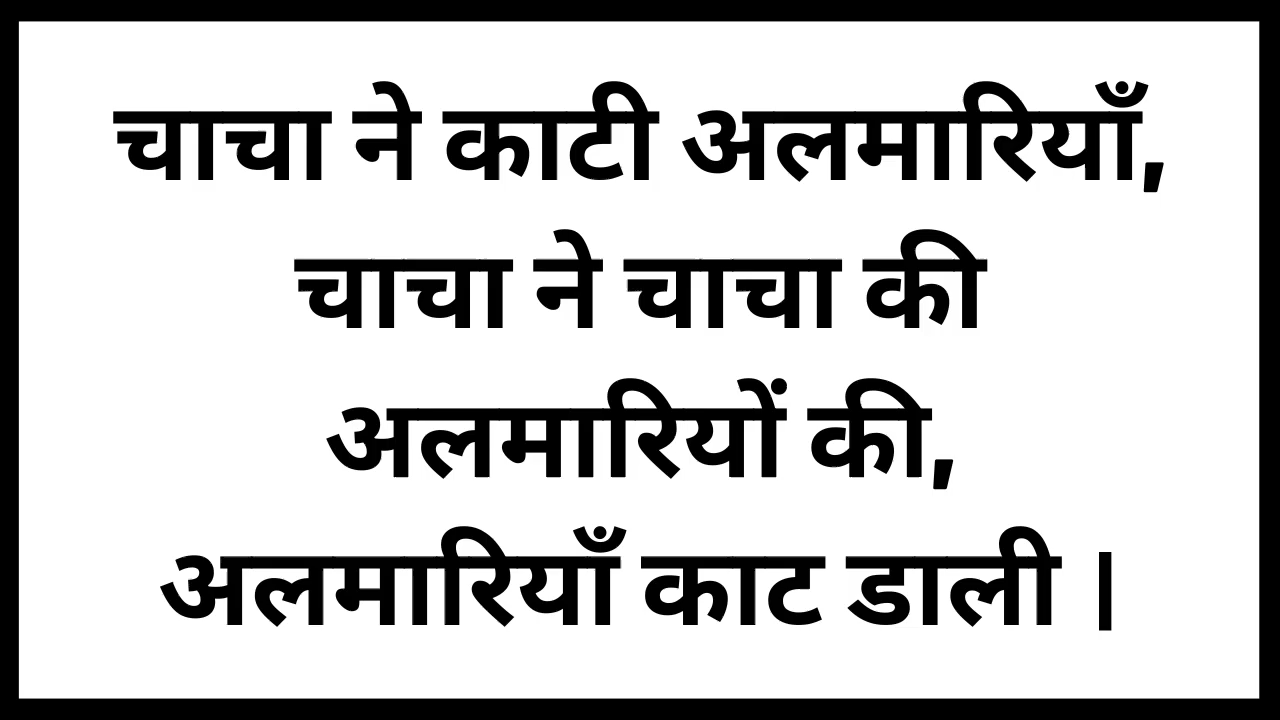 चाचा ने काटी अलमारियाँ,
चाचा ने चाचा की
अलमारियों की,
अलमारियाँ काट डाली |